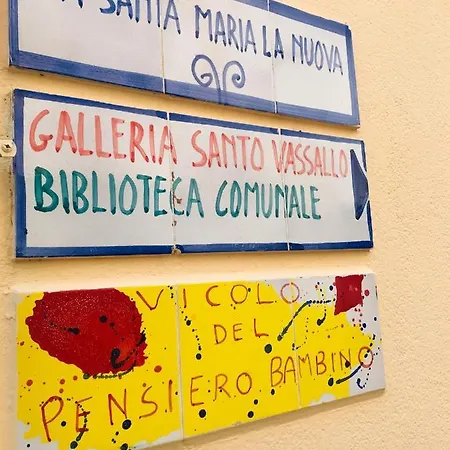 SANTA MARIA LA NUOVA
GALLERIA SANTO VASSALLO
BIBLIOTECA COMUNALE
VICOLO
DEL
PENSIERO BAMBINO